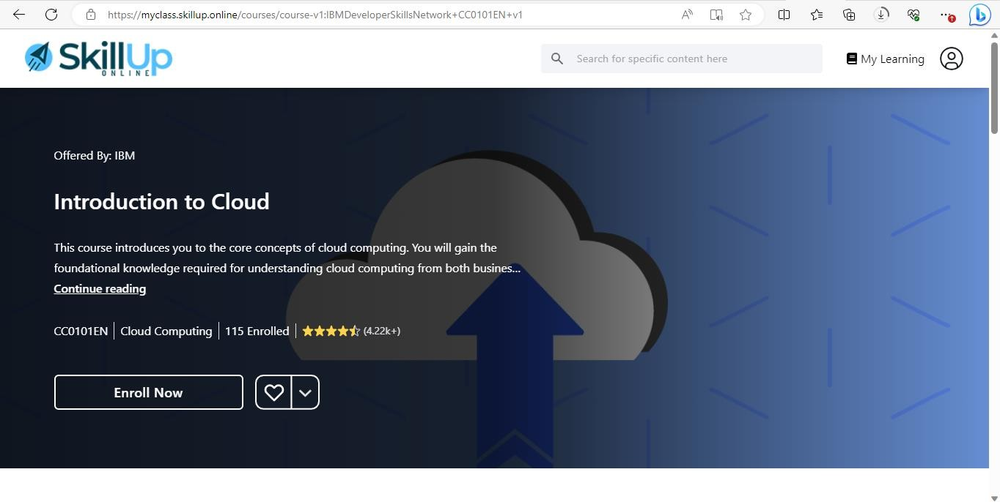 https://myclass.skillup.online/courses/course-v1:IBMDeveloperSkillsNetwork+CC0101EN+v1
SkillUp
ONLINE
Search for specific content here
My Learning
Offered By: IBM
Introduction to Cloud
This course introduces you to the core concepts of cloud computing. You will gain the
foundational knowledge required for understanding cloud computing from both busines...
Continue reading
CC0101EN
Cloud Computing
115 Enrolled
(4.22k+)
Enroll Now